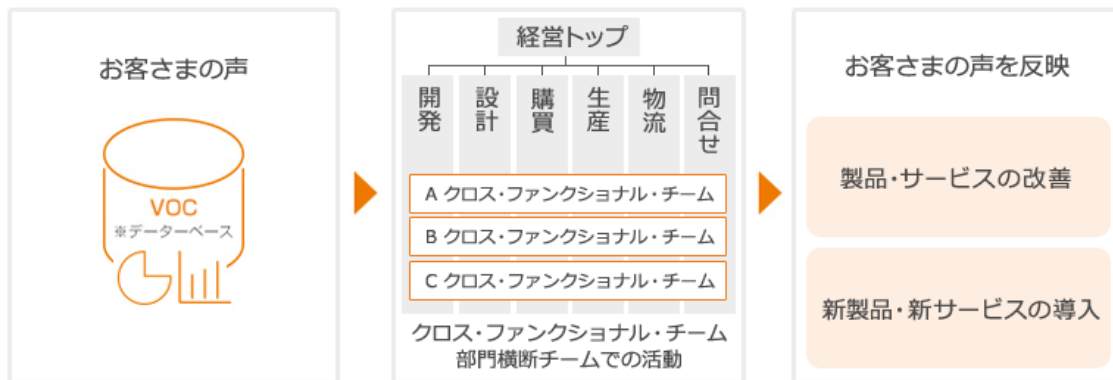 お客さまの声
VOC
※データーベース
経営トップ
開発
設計
購買
生産
物流
問合せ
A クロス・ファンクショナル・チーム
B クロス・ファンクショナル・チーム
C クロス・ファンクショナル・チーム
クロス・ファンクショナル・チーム
部門横断チームでの活動
お客さまの声を反映
製品・サービスの改善
新製品・新サービスの導入